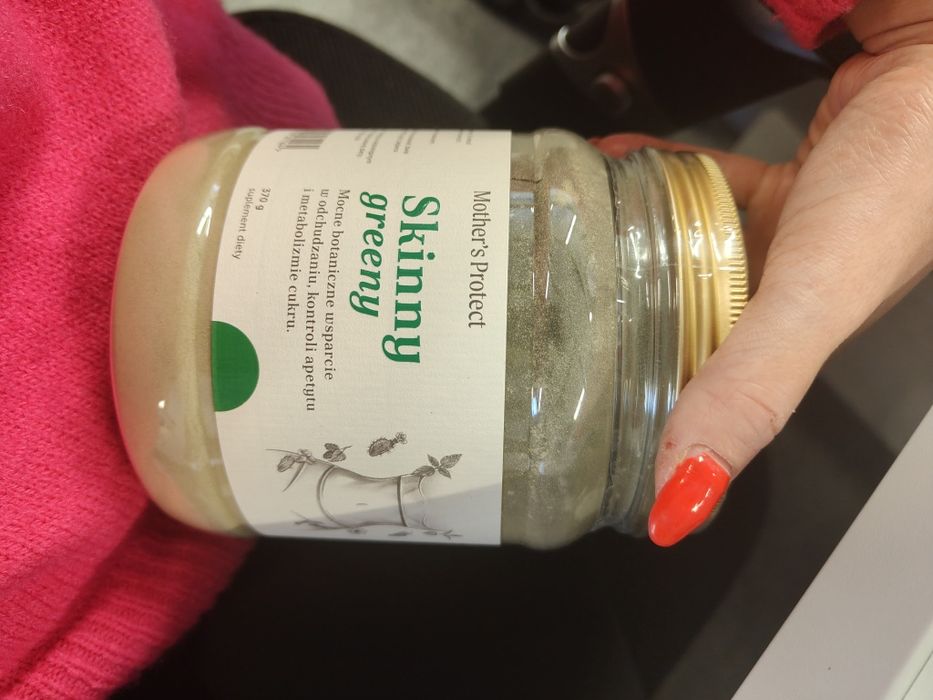 Mother's Protect
Skinny
greeny
Mocne botaniczne wsparcie
w odchudzaniu, kontroli apetytu
i metabolizmie cukru.
370 g
suplement diety